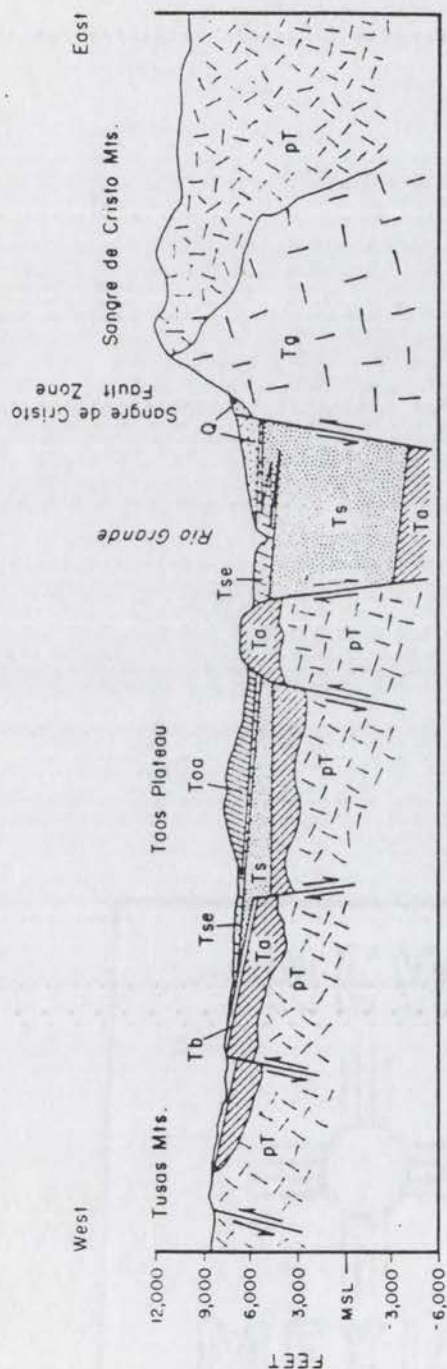 West
East
Tusas Mts.
Taos Plateau
Rio Grande
Sangre de Cristo
Fault Zone
Sangre de Cristo Mts.
Tb
Tse
Toa
Tse
Q
Ta
Ts
Ta
Ts
Ta
Tg
pT
pT
pT
pT
pT
12,000
9,000
6,000
3,000
MSL
-3,000
-6,000
FEET